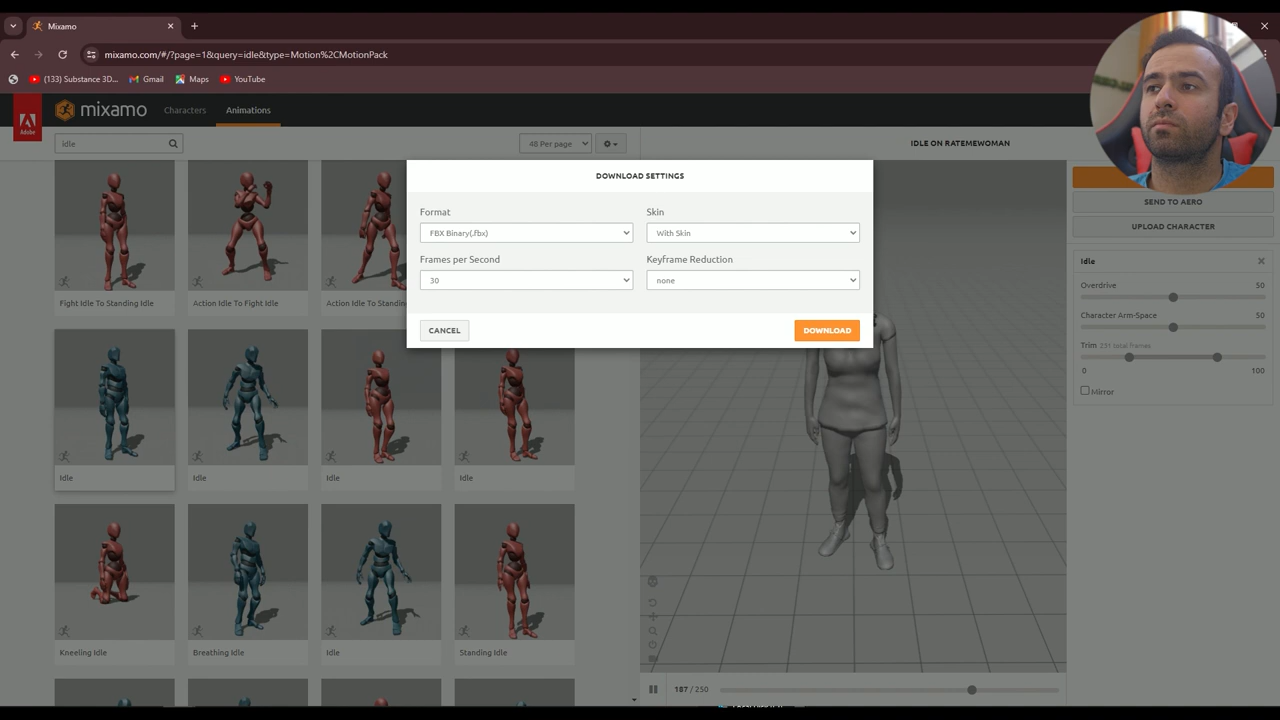 Mixamo
mixamo.com/#/?page=1&query=idle&type=Motion%2CMotionPack
(133) Substance 3D...
Gmail
Maps
YouTube
Adobe
mixamo
Characters
Animations
idle
48 Per page
IDLE ON RATEMEWOMAN
DOWNLOAD SETTINGS
Format
Skin
FBX Binary(.fbx)
With Skin
Frames per Second
Keyframe Reduction
30
none
CANCEL
DOWNLOAD
SEND TO AERO
UPLOAD CHARACTER
Idle
Overdrive
50
Character Arm-Space
50
Trim 231 total frames
0
100
Mirror
Fight Idle To Standing Idle
Action Idle To Fight Idle
Action Idle To Standing Idle
Idle
Idle
Idle
Idle
Kneeling Idle
Breathing Idle
Idle
Standing Idle
187 / 250